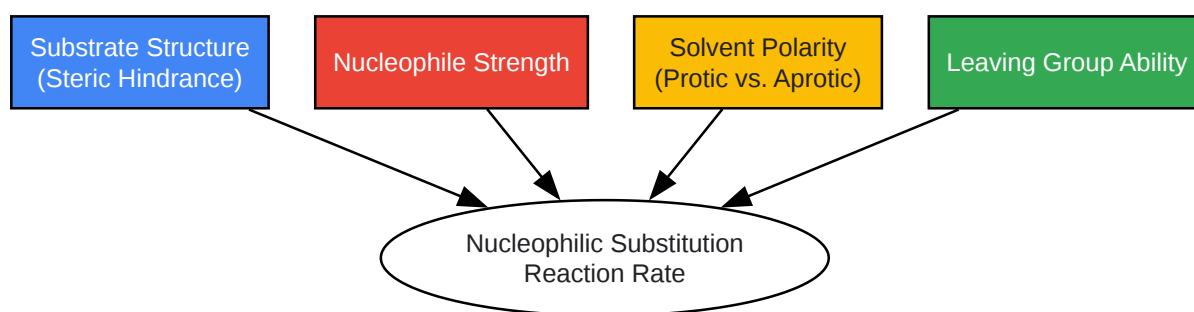 Substrate Structure
(Steric Hindrance)
Nucleophile Strength
Solvent Polarity
(Protic vs. Aprotic)
Leaving Group Ability
Nucleophilic Substitution
Reaction Rate